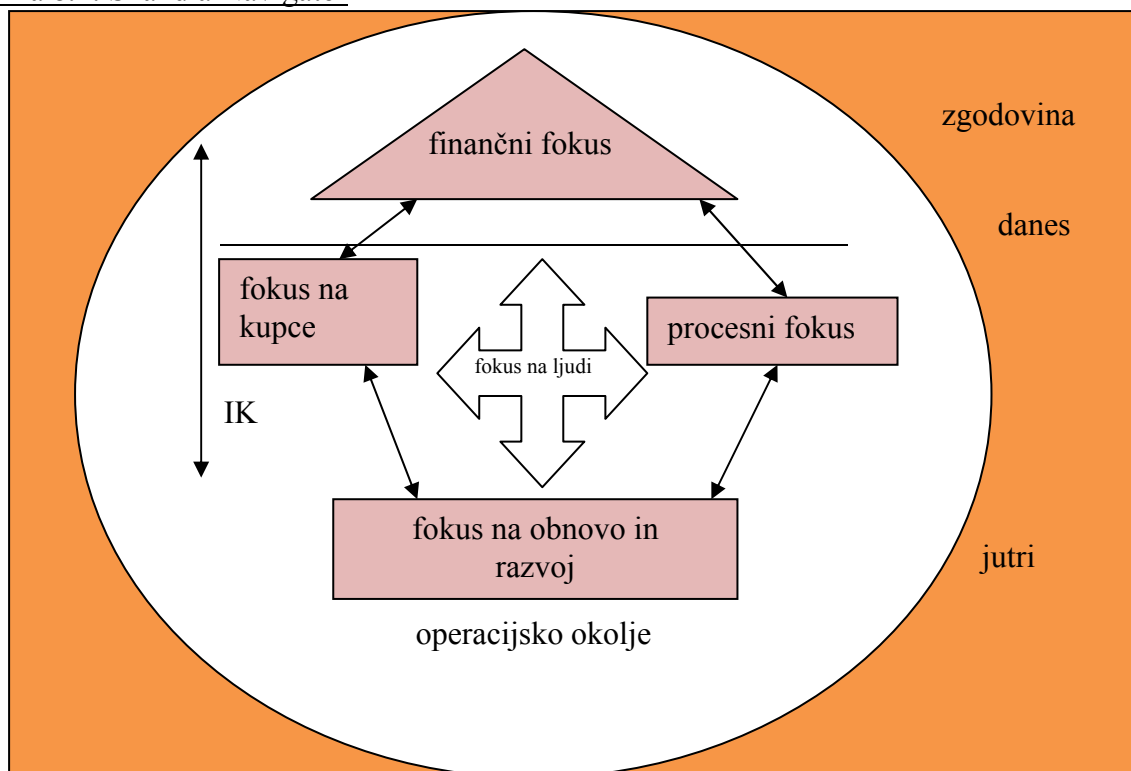 zgodovina
finančni fokus
danes
fokus na
kupce
procesni fokus
fokus na ljudi
IK
fokus na obnovo in
razvoj
jutri
operacijsko okolje